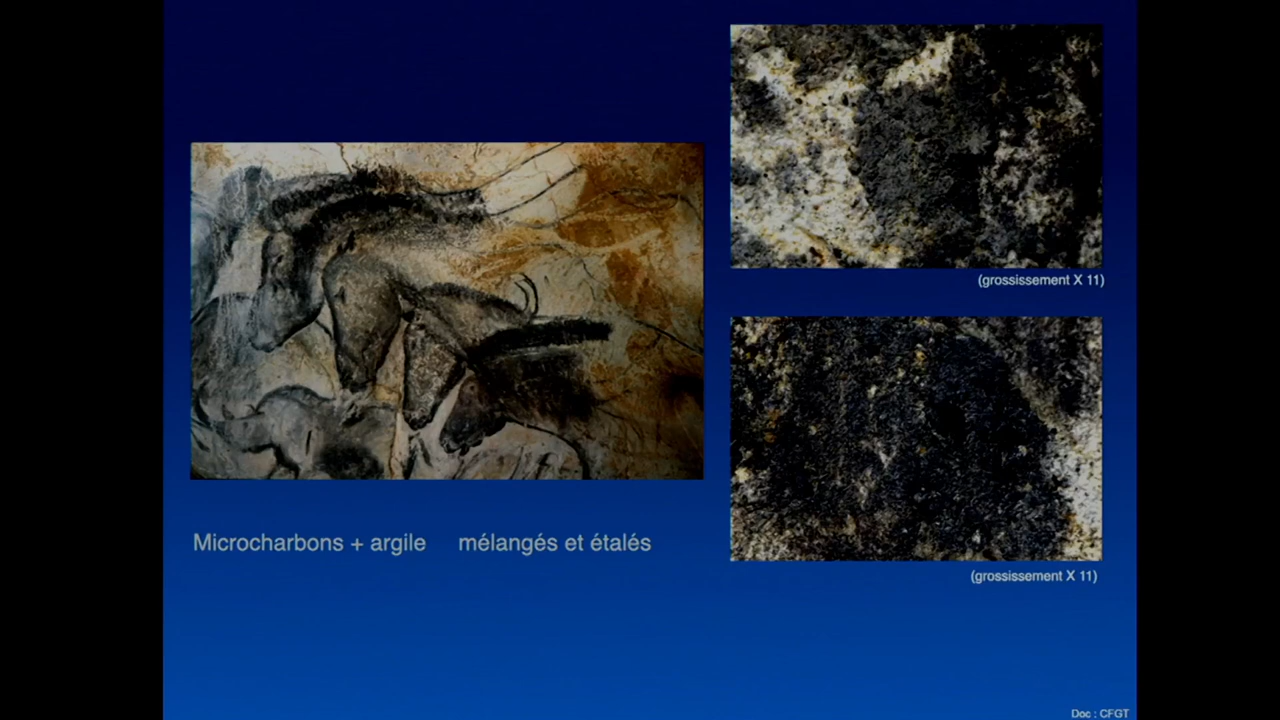 (grossissement X 11)
Microcharbons + argile mélangés et étalés
(grossissement X 11)
Doc : CFGT